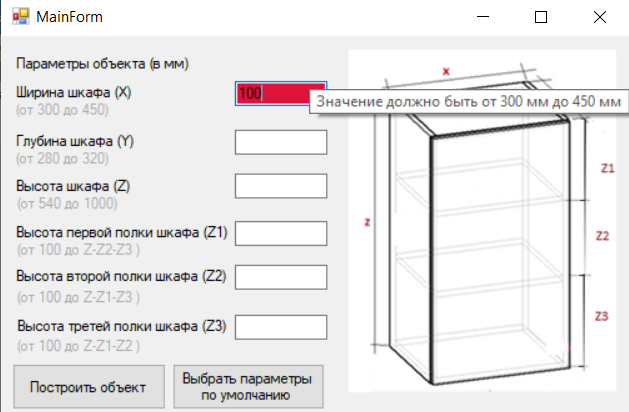 MainForm
Параметры объекта (в мм)
Ширина шкафа (X)
100
Значение должно быть от 300 мм до 450 мм
(от 300 до 450)
Глубина шкафа (Y)
(от 280 до 320)
Высота шкафа (Z)
(от 540 до 1000)
Высота первой полки шкафа (Z1)
(от 100 до Z-Z2-Z3 )
Высота второй полки шкафа (Z2)
(от 100 до Z-Z1-Z3 )
Высота третей полки шкафа (Z3)
(от 100 до Z-Z1-Z2 )
Построить объект
Выбрать параметры
по умолчанию
x
z
Z1
Z2
Z3